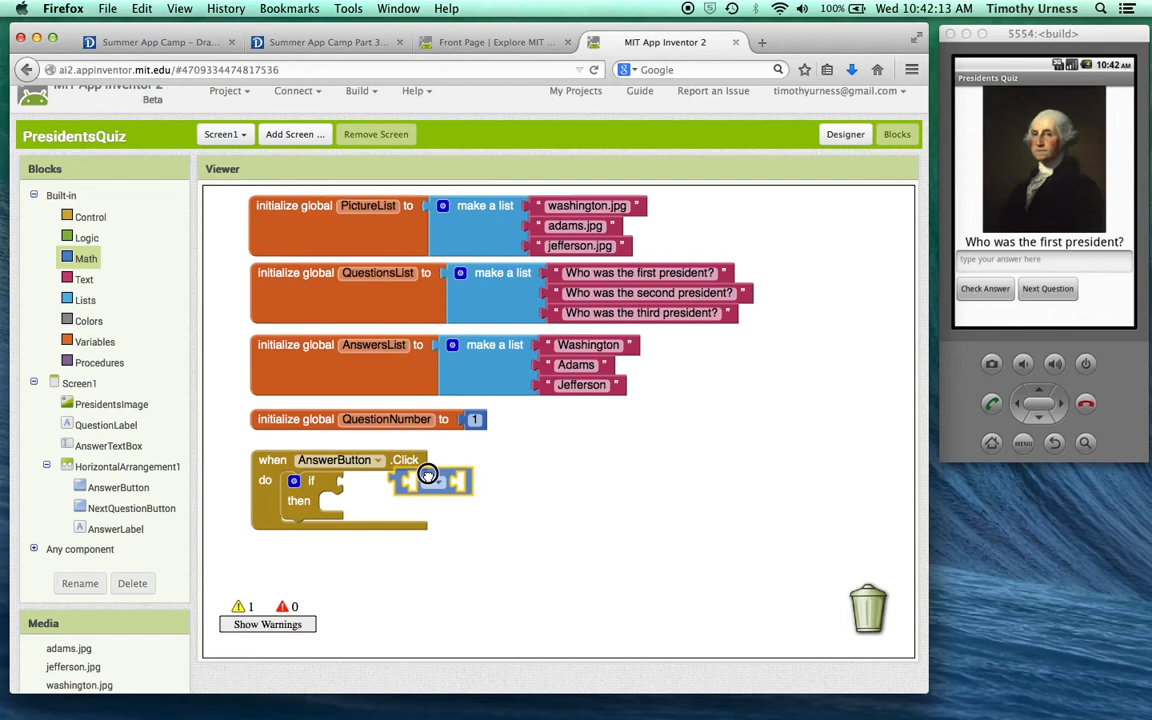 Firefox File Edit View History Bookmarks Tools Window Help 5 100% Wed 10:42:13 AM Timothy Urness
Summer App Camp – Dra... × Summer App Camp Part 3... × Front Page | Explore MIT ... × MIT App Inventor 2 × +
ai2.appinventor.mit.edu/#4709334474817536 Google
MIT App Inventor 2
Beta
Project Connect Build Help My Projects Guide Report an Issue timothyurness@gmail.com
PresidentsQuiz Screen1 Add Screen ... Remove Screen Designer Blocks
Blocks
Built-in
Control
Logic
Math
Text
Lists
Colors
Variables
Procedures
Screen1
PresidentsImage
QuestionLabel
AnswerTextBox
HorizontalArrangement1
AnswerButton
NextQuestionButton
AnswerLabel
Any component
Rename Delete
Media
adams.jpg
jefferson.jpg
washington.jpg
Viewer
initialize global PictureList to make a list " washington.jpg "
" adams.jpg "
" jefferson.jpg "
initialize global QuestionsList to make a list " Who was the first president? "
" Who was the second president? "
" Who was the third president? "
initialize global AnswersList to make a list " Washington "
" Adams "
" Jefferson "
initialize global QuestionNumber to 1
when AnswerButton .Click
do if
then
1 0
Show Warnings
5554:<build>
10:42 AM
Presidents Quiz
Who was the first president?
type your answer here
Check Answer Next Question
MENU